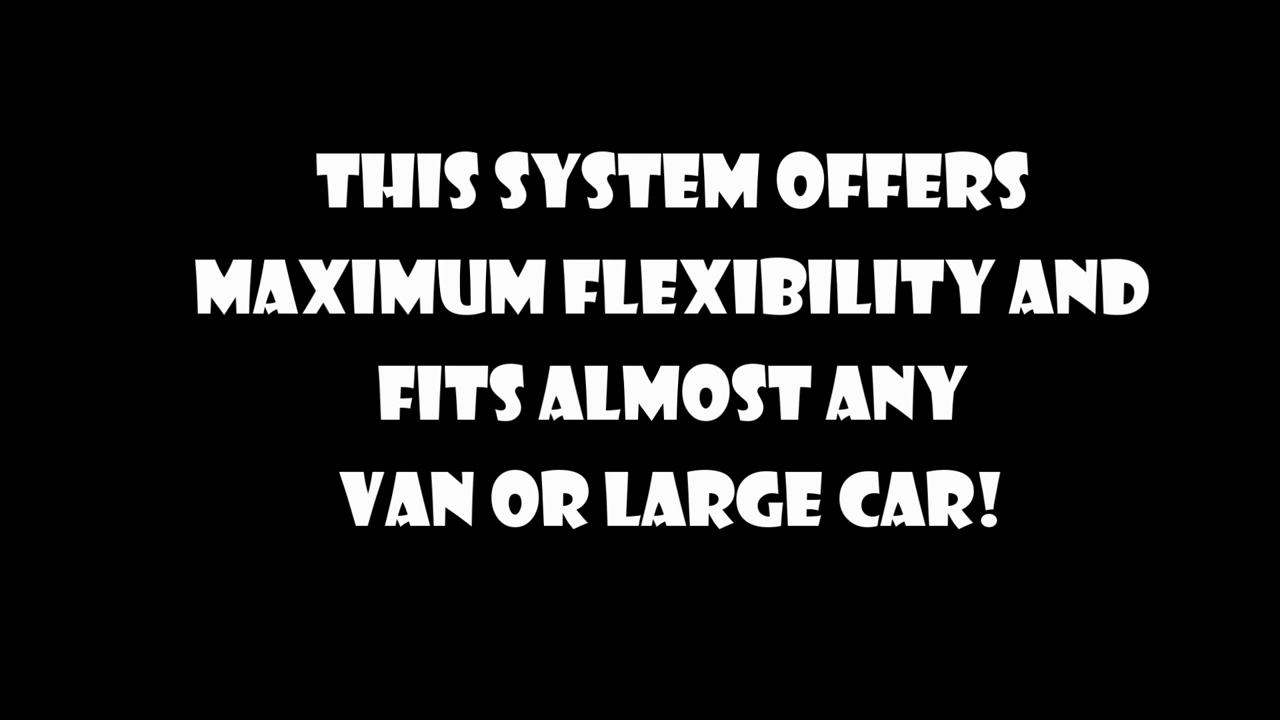 THIS SYSTEM OFFERS
MAXIMUM FLEXIBILITY AND
FITS ALMOST ANY
VAN OR LARGE CAR!